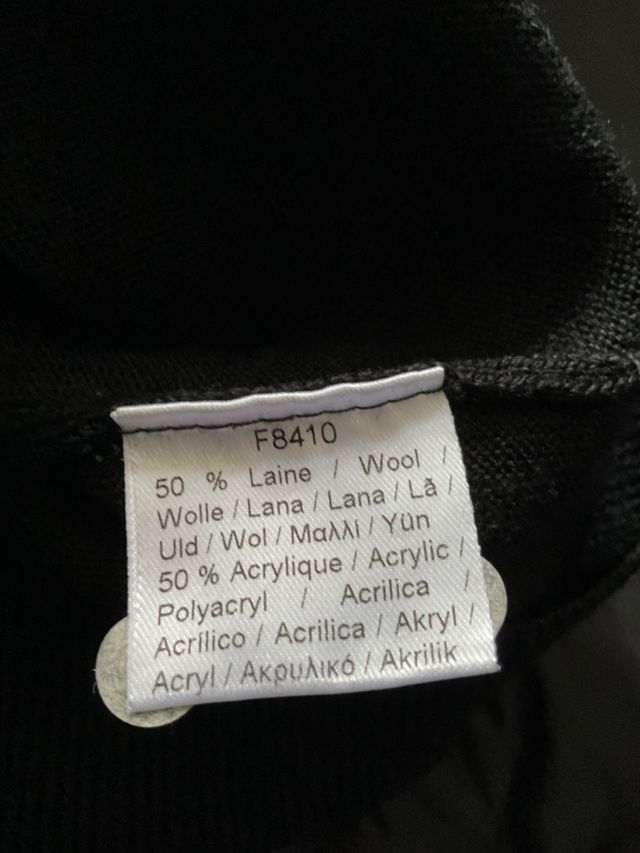 F8410
50 % Laine / Wool /
Wolle / Lana / Lana / Lã /
Uld / Wol / Μαλλι / Yün
50 % Acrylique / Acrylic /
Polyacryl / Acrilica /
Acrílico / Acrilica / Akryl /
Acryl / Ακρυλικό / Akrilik